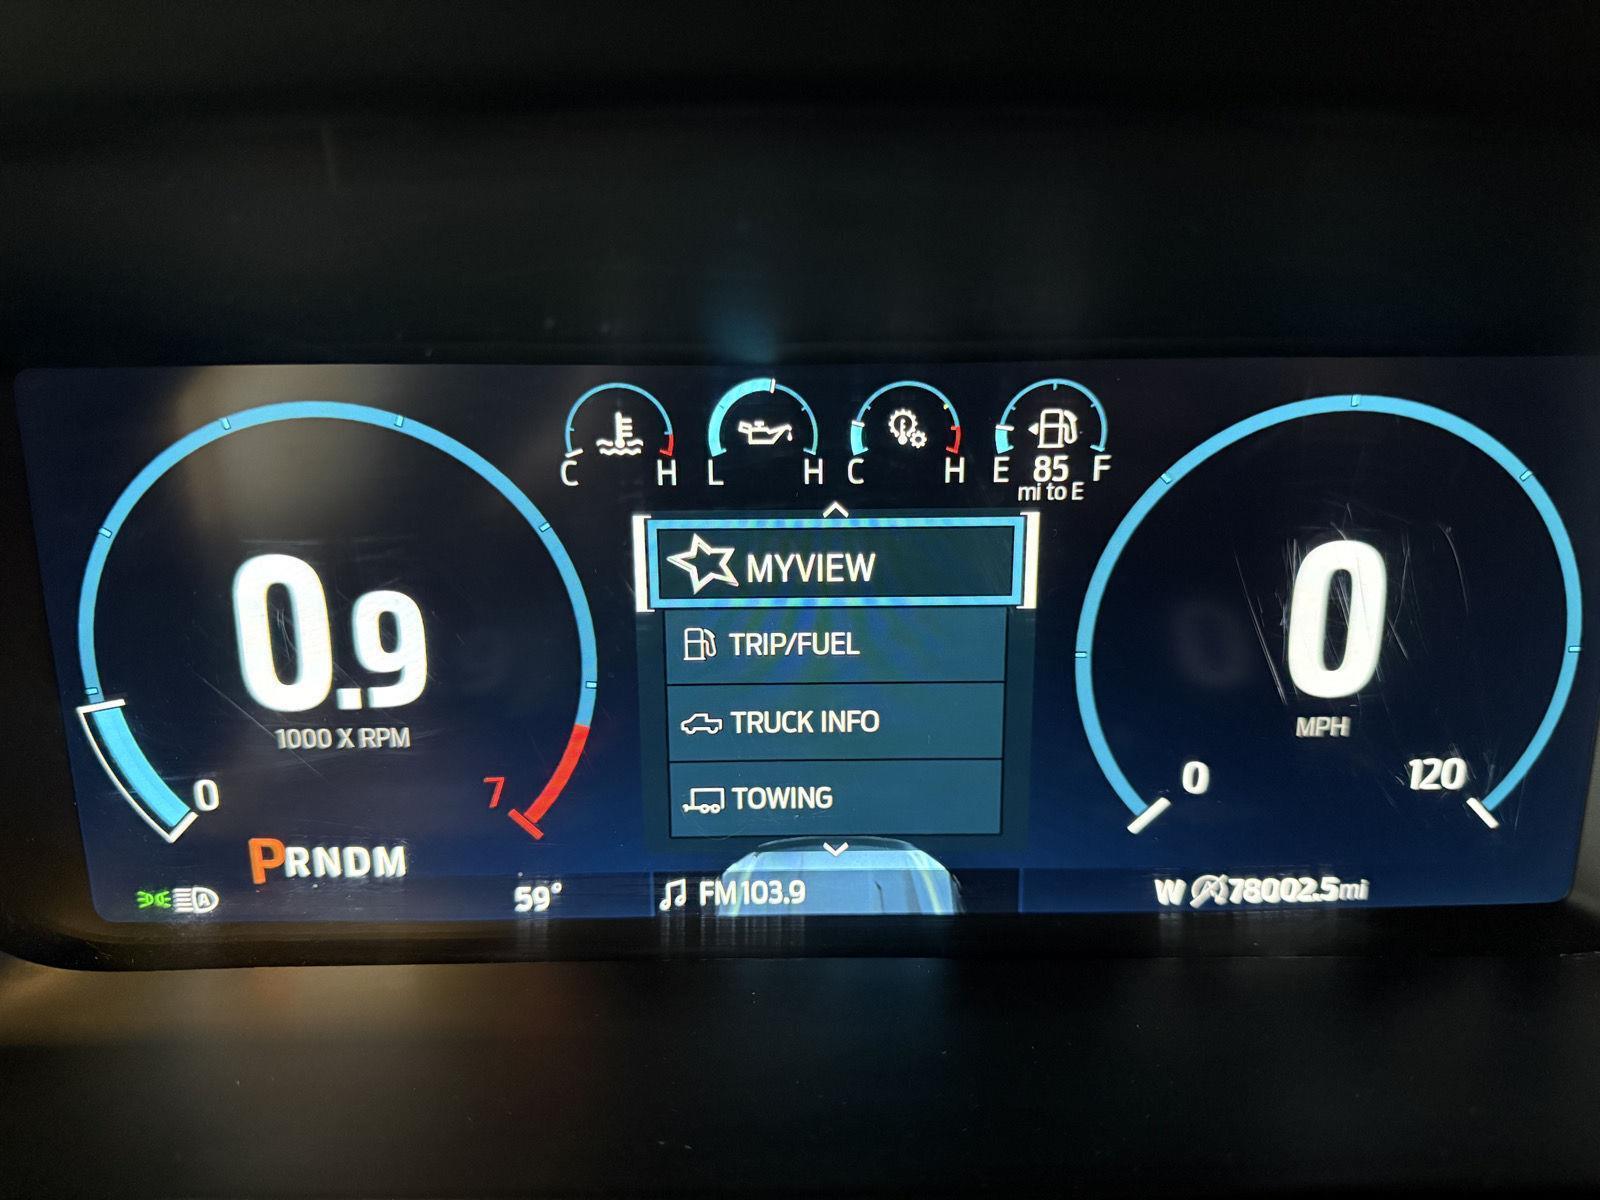 C H L H C H E 85 F
mi to E
MYVIEW
TRIP/FUEL
TRUCK INFO
TOWING
0.9
1000 X RPM
0 7
PRNDM
A
59°
FM 103.9
0
MPH
0 120
W A 78002.5mi